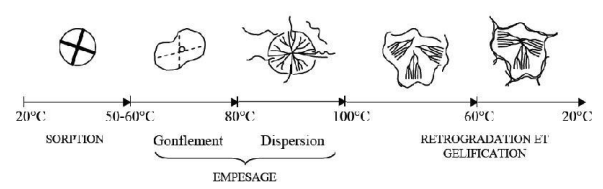 20°C 50-60°C 80°C 100°C 60°C 20°C
SORPTION Gonflement Dispersion RETROGRADATION ET
GELIFICATION
EMPESAGE